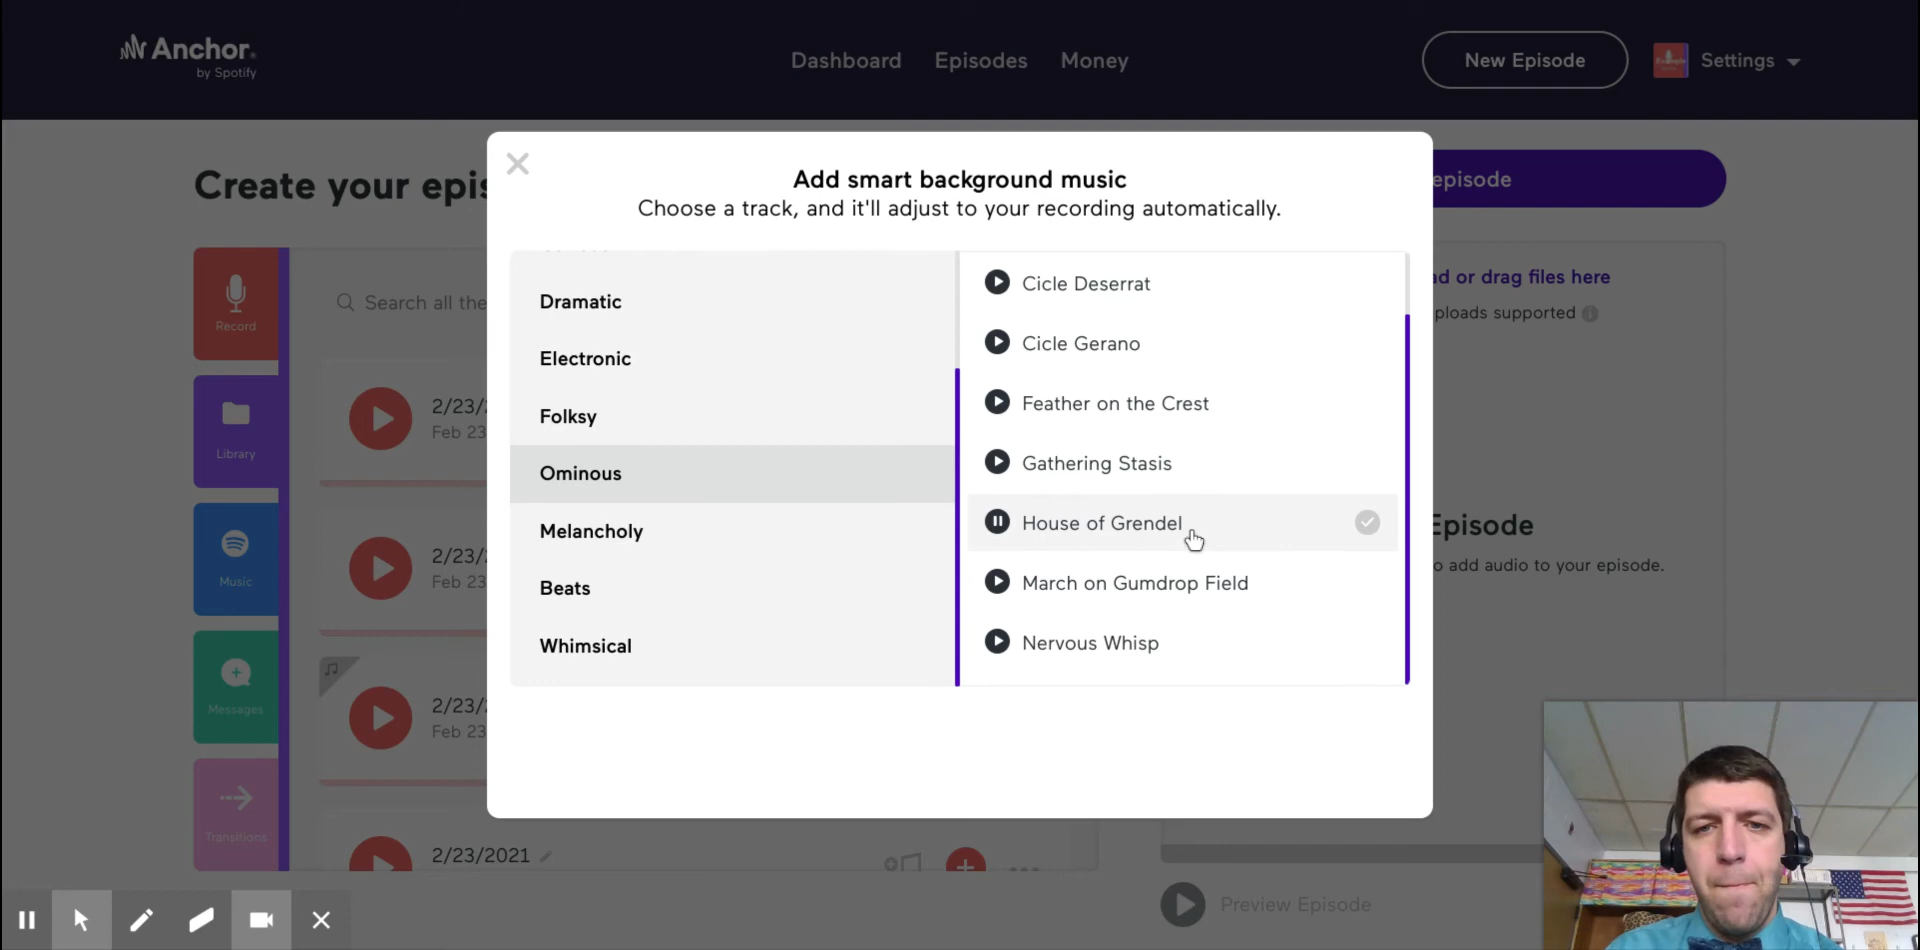 Anchor
by Spotify
Dashboard
Episodes
Money
New Episode
Settings
Create your epis
episode
Add smart background music
Choose a track, and it'll adjust to your recording automatically.
Record
Library
Music
Messages
Transitions
Search all the
2/23/
Feb 23
2/23/
Feb 23
2/23/
Feb 23
2/23/2021
Dramatic
Electronic
Folksy
Ominous
Melancholy
Beats
Whimsical
Cicle Deserrat
Cicle Gerano
Feather on the Crest
Gathering Stasis
House of Grendel
March on Gumdrop Field
Nervous Whisp
ad or drag files here
ploads supported
Episode
o add audio to your episode.
Preview Episode